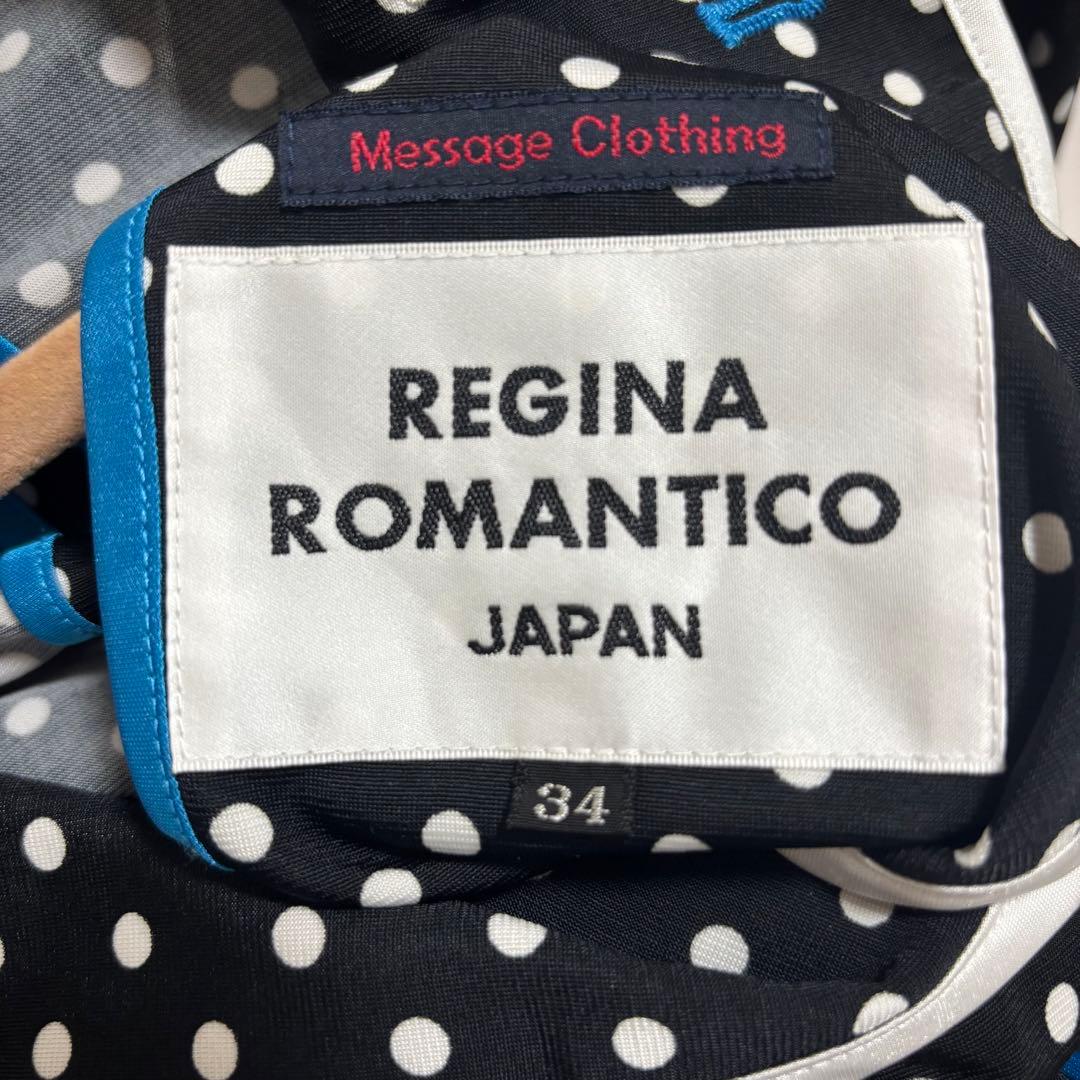 Message Clothing
REGINA
ROMANTICO
JAPAN
34